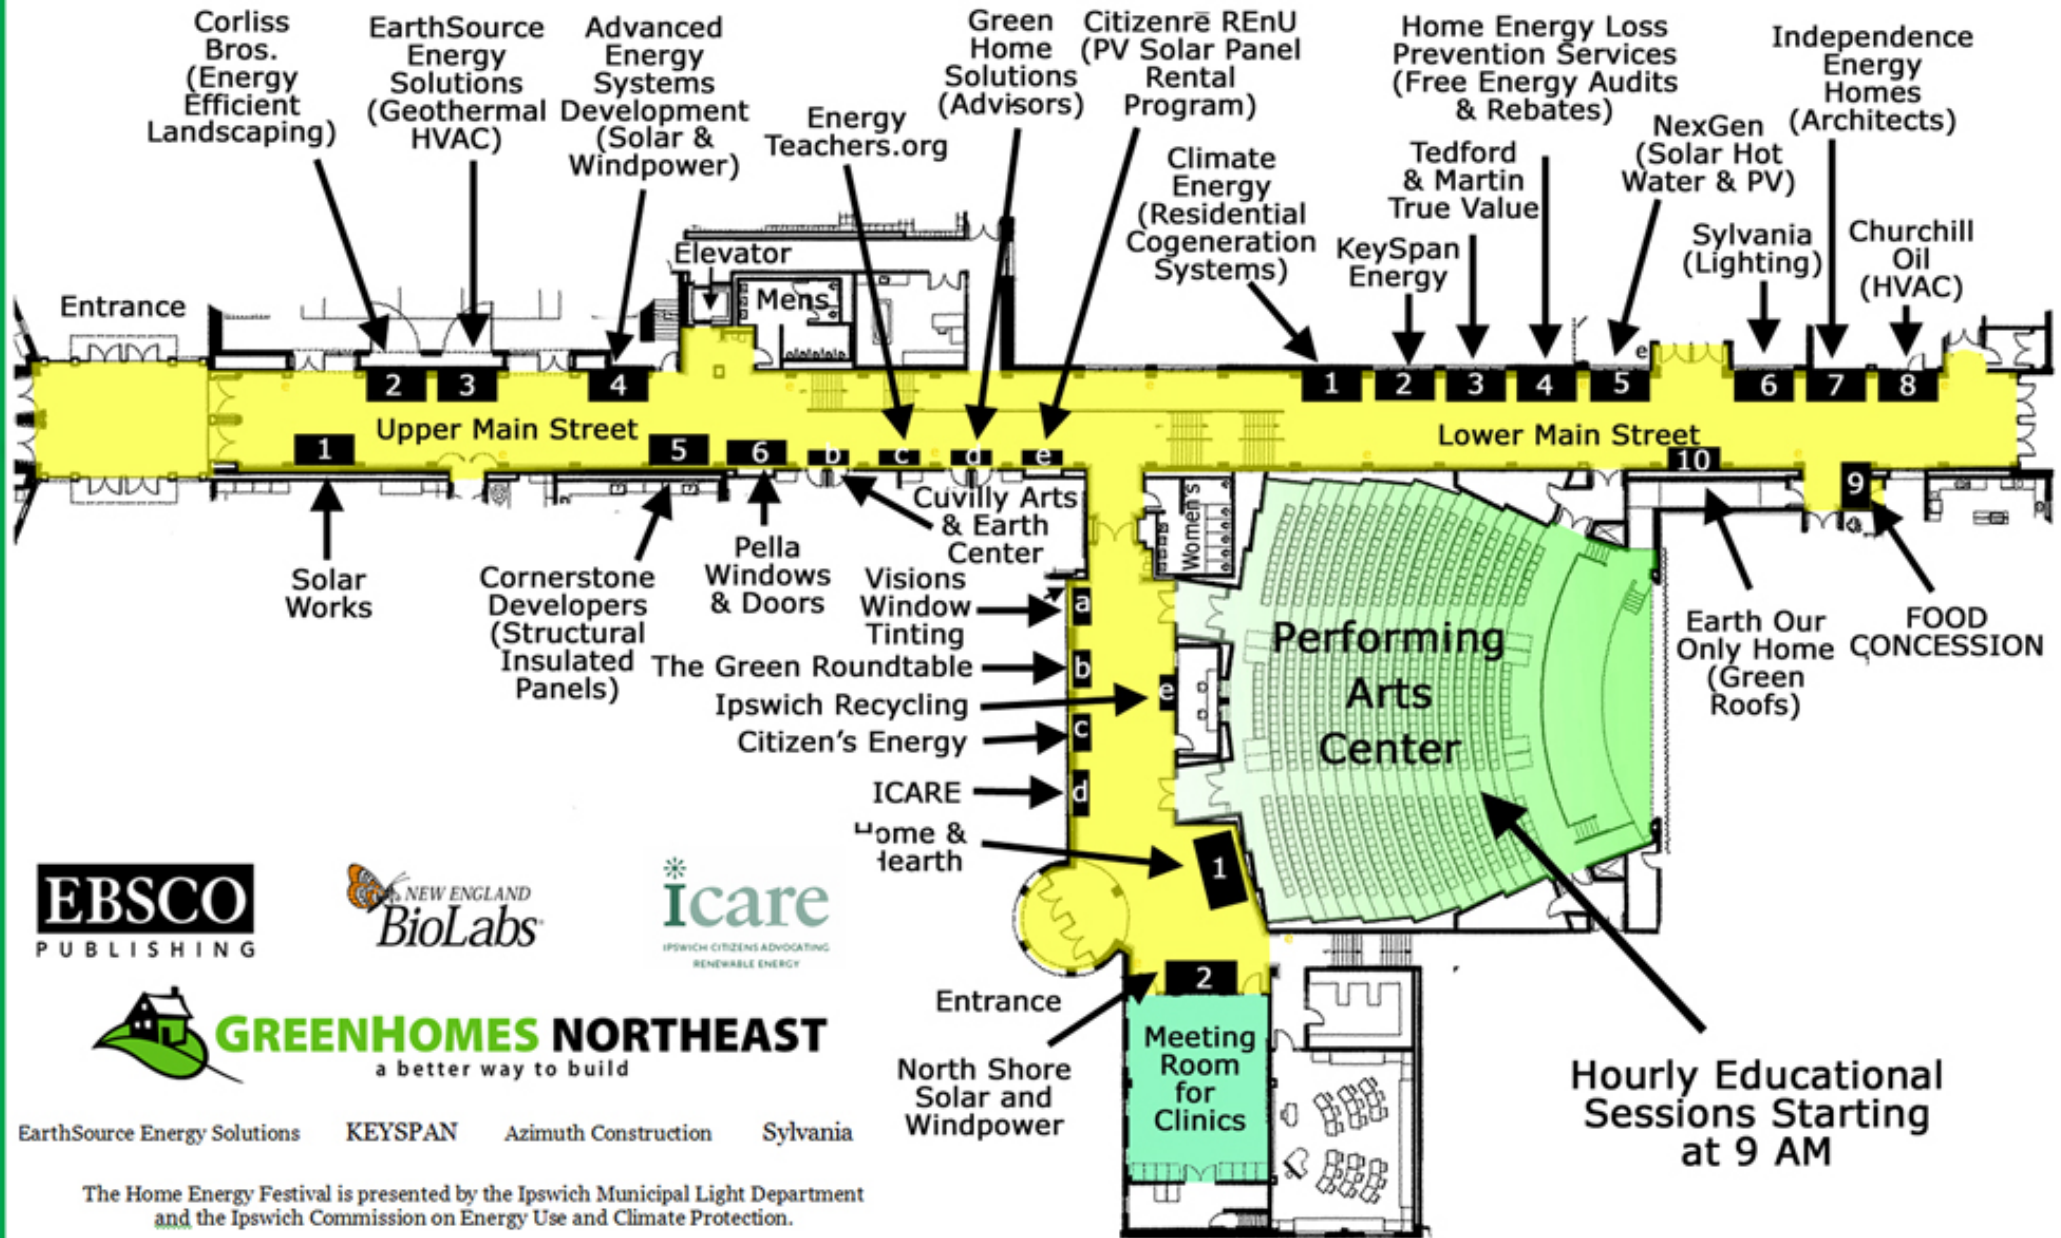 Corliss
Bros.
(Energy
Efficient
Landscaping)
EarthSource
Energy
Solutions
(Geothermal
HVAC)
Advanced
Energy
Systems
Development
(Solar &
Windpower)
Energy
Teachers.org
Green
Home
Solutions
(Advisors)
Citizenrē REnU
(PV Solar Panel
Rental
Program)
Climate
Energy
(Residential
Cogeneration
Systems)
KeySpan
Energy
Tedford
& Martin
True Value
Home Energy Loss
Prevention Services
(Free Energy Audits
& Rebates)
NexGen
(Solar Hot
Water & PV)
Sylvania
(Lighting)
Independence
Energy
Homes
(Architects)
Churchill
Oil
(HVAC)
Entrance
Elevator
Mens
e
2
3
4
1
2
3
4
5
6
7
8
Upper Main Street
Lower Main Street
1
5
6
b
c
d
e
10
9
Solar
Works
Cornerstone
Developers
(Structural
Insulated
Panels)
Pella
Windows
& Doors
Cuvilly Arts
& Earth
Center
Women's
Visions
Window
Tinting
a
The Green Roundtable
b
Ipswich Recycling
e
Citizen's Energy
c
ICARE
d
Home &
Hearth
1
Performing
Arts
Center
Earth Our
Only Home
(Green
Roofs)
FOOD
CONCESSION
2
Entrance
North Shore
Solar and
Windpower
Meeting
Room
for
Clinics
Hourly Educational
Sessions Starting
at 9 AM
EBSCO
PUBLISHING
NEW ENGLAND
BioLabs
icare
IPSWICH CITIZENS ADVOCATING
RENEWABLE ENERGY
GREENHOMES NORTHEAST
a better way to build
EarthSource Energy Solutions KEYSPAN Azimuth Construction Sylvania
The Home Energy Festival is presented by the Ipswich Municipal Light Department
and the Ipswich Commission on Energy Use and Climate Protection.